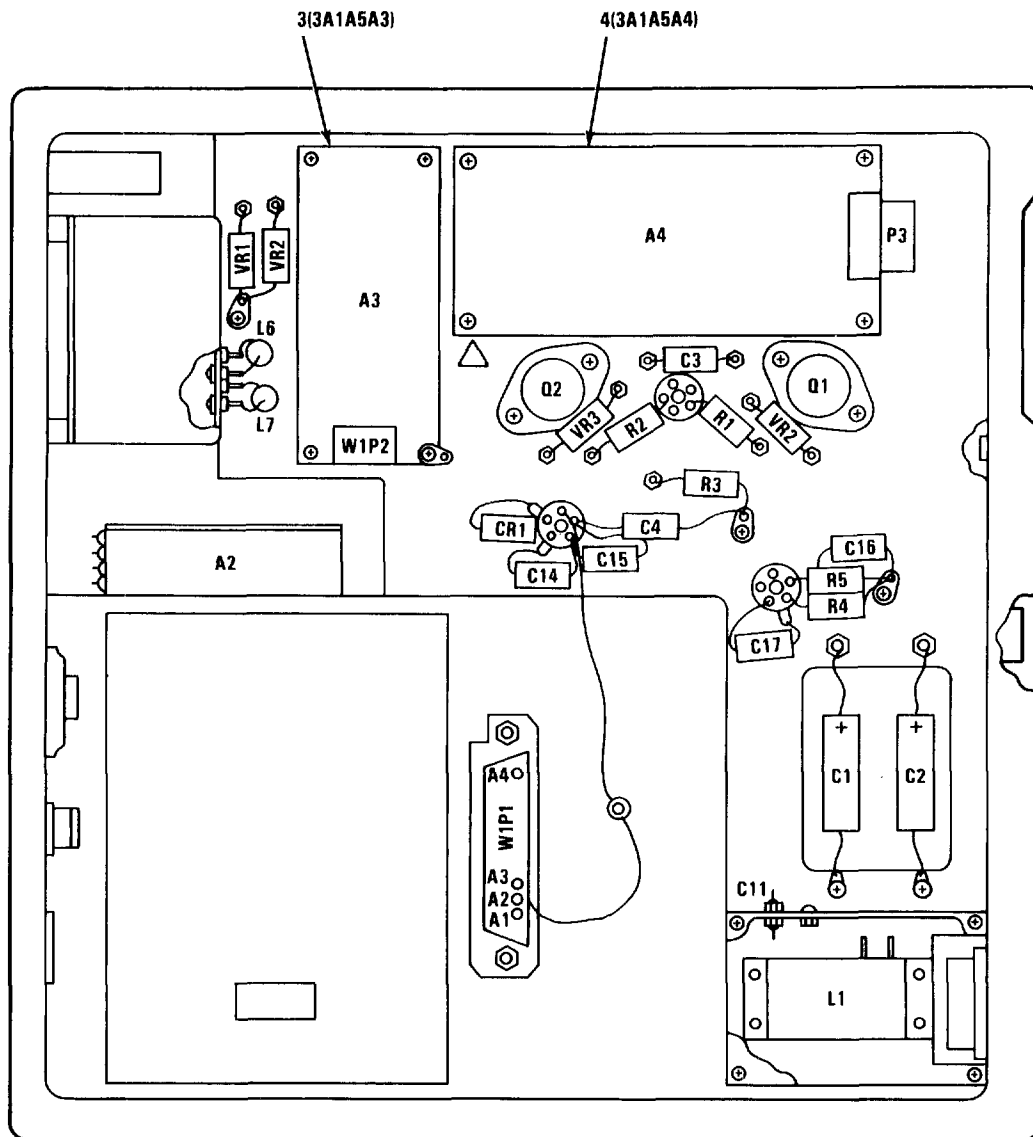 3(3A1A5A3)
4(3A1A5A4)
A3
A4
P3
VR1
VR2
L6
L7
W1P2
Q2
C3
Q1
VR3
R2
R1
VR2
R3
CR1
C4
C14
C15
A2
C16
R5
R4
C17
A4
W1P1
A3
A2
A1
+
C1
+
C2
C11
L1